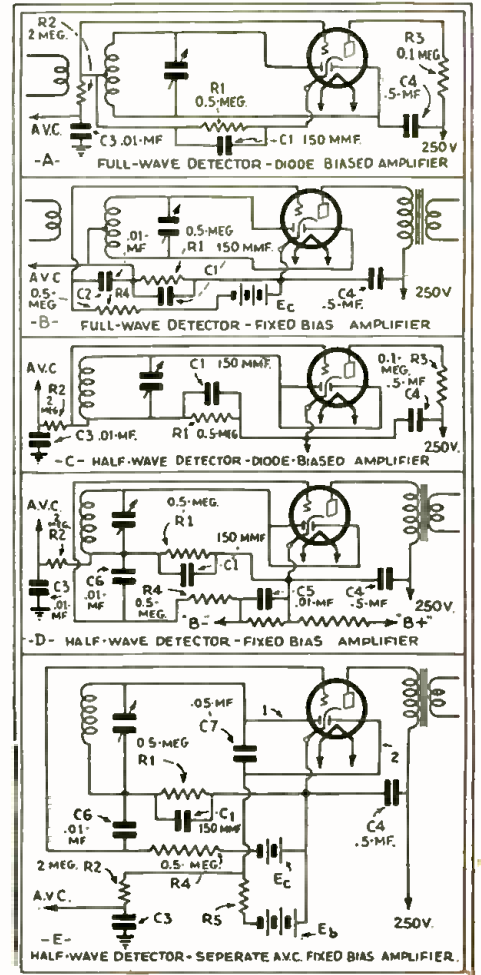 R2
2 MEG.
R3
0.1 MEG
R1
0.5-MEG.
C4
.5-MF
A.V.C.
C3 .01-MF
C1 150 MMF.
250V
-A- FULL-WAVE DETECTOR-DIODE BIASED AMPLIFIER
.01-MF
0.5-MEG
R1 150 MMF.
C1
A V C
0.5-MEG
C2 R4
Ec
C4
.5-MF.
250V.
-B- FULL-WAVE DETECTOR-FIXED BIAS AMPLIFIER
C1 150 MMF.
0.1-MEG. R3
.5-MF
C4
A.V.C
R2
2 MEG
C3 .01-MF.
R1 0.5-MEG
250V.
-C- HALF-WAVE DETECTOR-DIODE-BIASED AMPLIFIER
A.V.C.
0.5-MEG.
R1
R2
150 MMF
C1
C3
.01-MF
C6
.01-MF
R4
0.5-MEG
C5
.01-MF
C4
.5-MF
250V.
"B-" "B+"
-D- HALF-WAVE DETECTOR-FIXED BIAS AMPLIFIER
.05-MF
C7
1
2
0.5-MEG
R1
C6
.01-MF
C1
150 MMF
C4
.5-MF.
2 MEG. R2
0.5-MEG.
R4
Ec
A.V.C.
C3
R5
Eb
250V.
-E-
HALF-WAVE DETECTOR-SEPERATE A.V.C. FIXED BIAS AMPLIFIER.